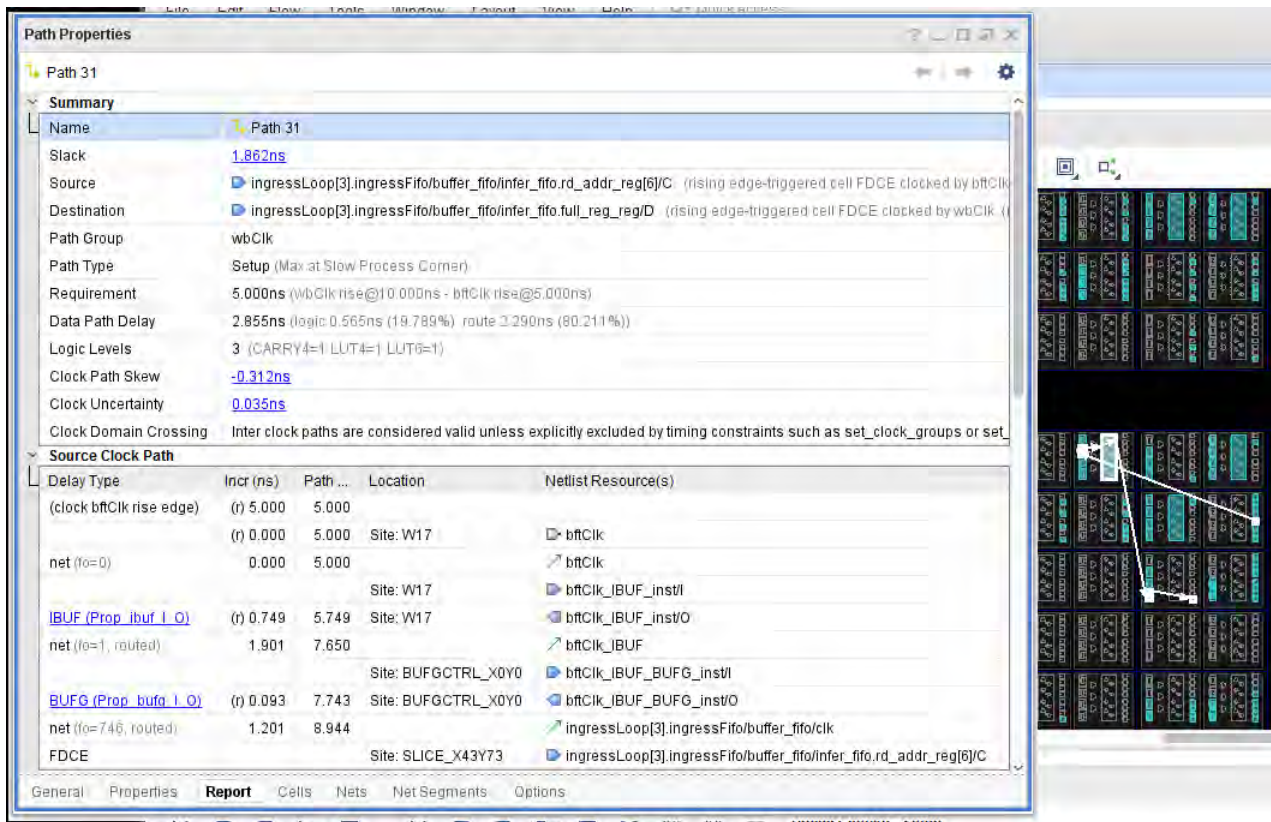 File Edit Flow Tools Window Layout View Help
Path Properties
Path 31
Summary
Name Path 31
Slack 1.862ns
Source ingressLoop[3].ingressFifo/buffer_fifo/infer_fifo.rd_addr_reg[6]/C (rising edge-triggered cell FDCE clocked by bftClk
Destination ingressLoop[3].ingressFifo/buffer_fifo/infer_fifo.full_reg_reg/D (rising edge-triggered cell FDCE clocked by wbClk
Path Group wbClk
Path Type Setup (Max at Slow Process Corner)
Requirement 5.000ns (wbClk rise@10.000ns - bftClk rise@5.000ns)
Data Path Delay 2.855ns (logic 0.565ns (19.789%) route 2.290ns (80.211%))
Logic Levels 3 (CARRY4=1 LUT4=1 LUT6=1)
Clock Path Skew -0.312ns
Clock Uncertainty 0.035ns
Clock Domain Crossing Inter clock paths are considered valid unless explicitly excluded by timing constraints such as set_clock_groups or set_
Source Clock Path
Delay Type Incr (ns) Path ... Location Netlist Resource(s)
(clock bftClk rise edge) (r) 5.000 5.000
(r) 0.000 5.000 Site: W17 bftClk
net (fo=0) 0.000 5.000 bftClk
Site: W17 bftClk_IBUF_inst/I
IBUF (Prop_ibuf_I_O) (r) 0.749 5.749 Site: W17 bftClk_IBUF_inst/O
net (fo=1, routed) 1.901 7.650 bftClk_IBUF
Site: BUFGCTRL_X0Y0 bftClk_IBUF_BUFG_inst/I
BUFG (Prop_bufg_I_O) (r) 0.093 7.743 Site: BUFGCTRL_X0Y0 bftClk_IBUF_BUFG_inst/O
net (fo=746, routed) 1.201 8.944 ingressLoop[3].ingressFifo/buffer_fifo/clk
FDCE Site: SLICE_X43Y73 ingressLoop[3].ingressFifo/buffer_fifo/infer_fifo.rd_addr_reg[6]/C
General Properties Report Cells Nets Net Segments Options